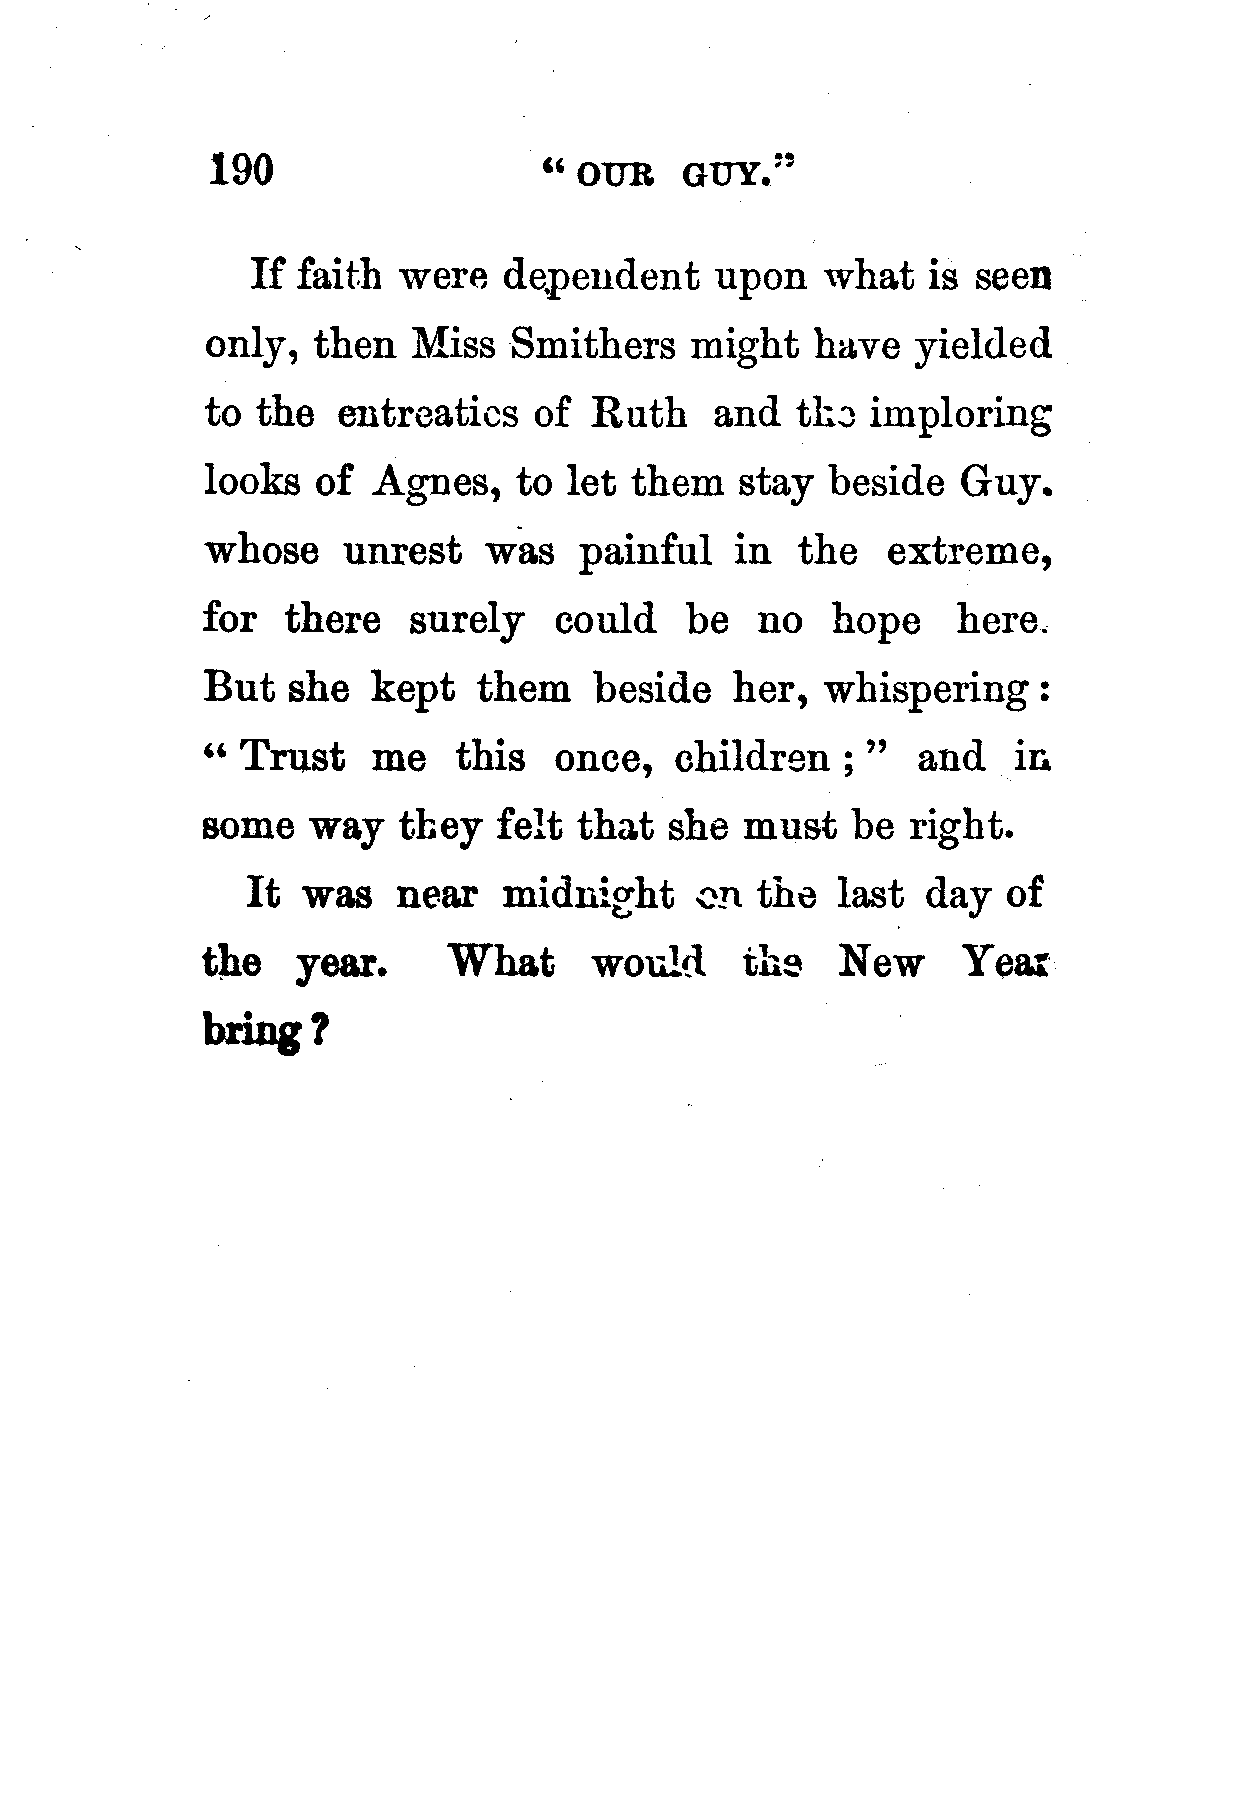 190 “ OUR GUY.”
If faith were dependent upon what is seen
only, then Miss Smithers might have yielded
to the entreaties of Ruth and the imploring
looks of Agnes, to let them stay beside Guy.
whose unrest was painful in the extreme,
for there surely could be no hope here.
But she kept them beside her, whispering :
“ Trust me this once, children ; ” and in
some way they felt that she must be right.
It was near midnight on the last day of
the year. What would the New Year
bring ?